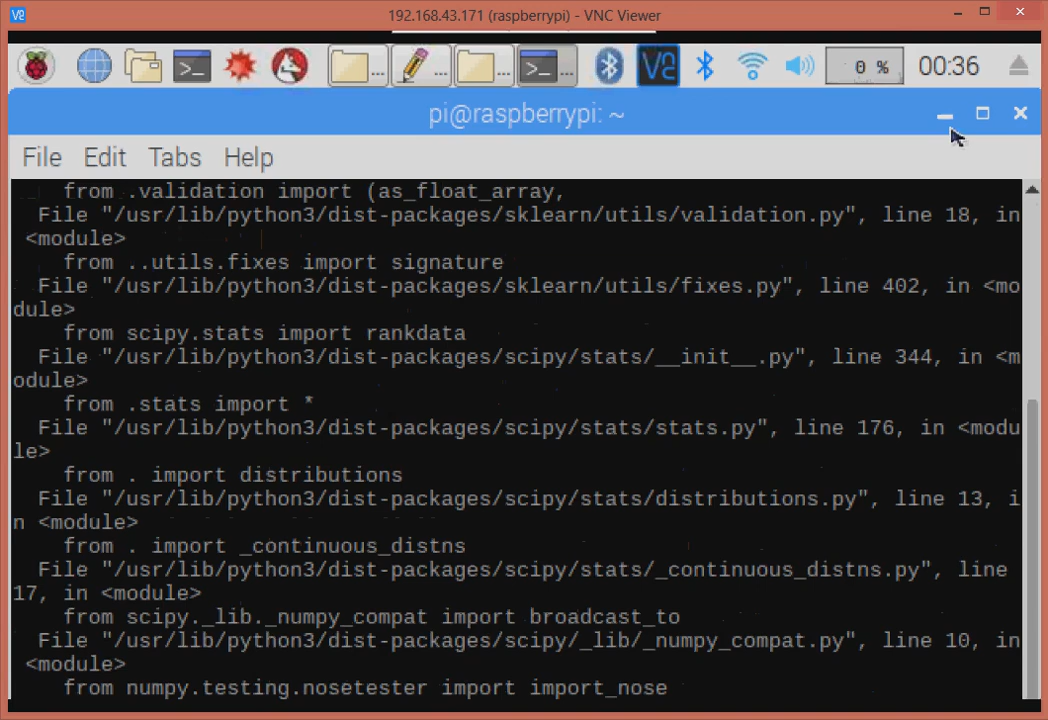 192.168.43.171 (raspberrypi) - VNC Viewer
0 %
00:36
pi@raspberrypi: ~
File Edit Tabs Help
from .validation import (as_float_array,
File "/usr/lib/python3/dist-packages/sklearn/utils/validation.py", line 18, in
<module>
from ..utils.fixes import signature
File "/usr/lib/python3/dist-packages/sklearn/utils/fixes.py", line 402, in <mo
dule>
from scipy.stats import rankdata
File "/usr/lib/python3/dist-packages/scipy/stats/__init__.py", line 344, in <m
odule>
from .stats import *
File "/usr/lib/python3/dist-packages/scipy/stats/stats.py", line 176, in <modu
le>
from . import distributions
File "/usr/lib/python3/dist-packages/scipy/stats/distributions.py", line 13, i
n <module>
from . import _continuous_distns
File "/usr/lib/python3/dist-packages/scipy/stats/_continuous_distns.py", line
17, in <module>
from scipy._lib._numpy_compat import broadcast_to
File "/usr/lib/python3/dist-packages/scipy/_lib/_numpy_compat.py", line 10, in
<module>
from numpy.testing.nosetester import import_nose